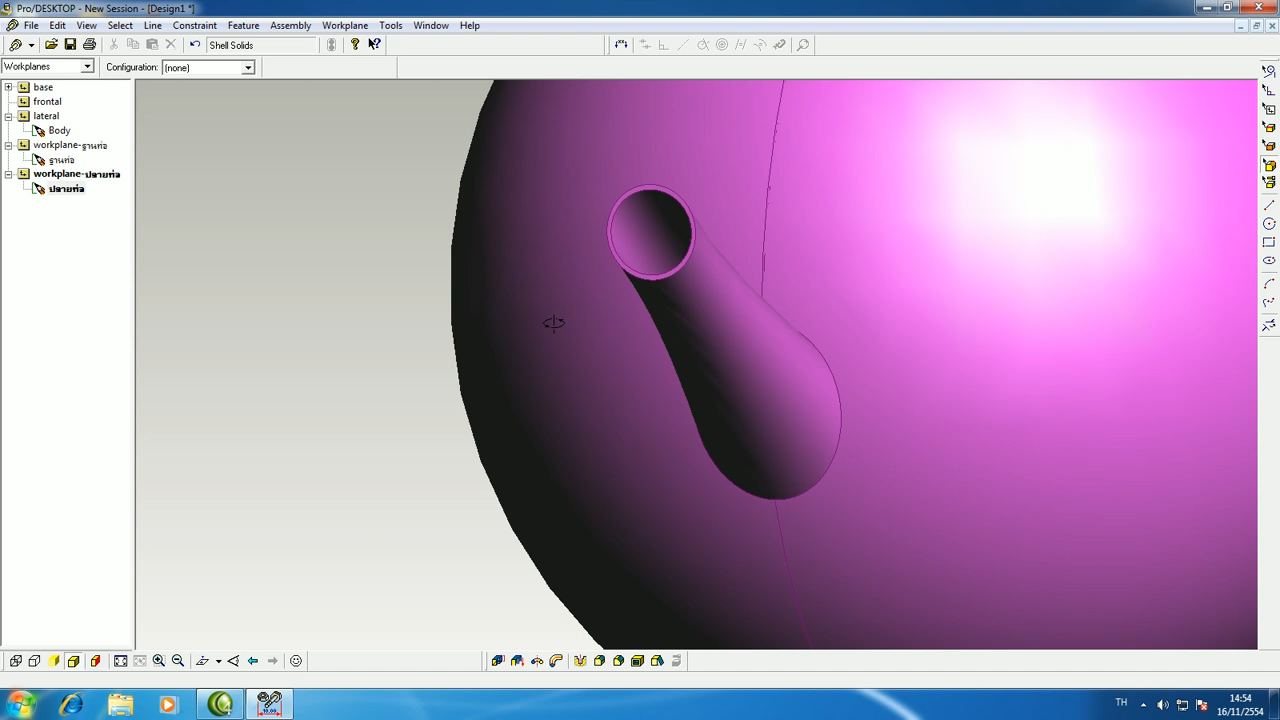 Pro/DESKTOP - New Session - [Design1 *]
File Edit View Select Line Constraint Feature Assembly Workplane Tools Window Help
Shell Solids
Workplanes Configuration: (none)
base
frontal
lateral
Body
workplane-ฐานท่อ
ฐานท่อ
workplane-ปลายท่อ
ปลายท่อ
TH 14:54
16/11/2554